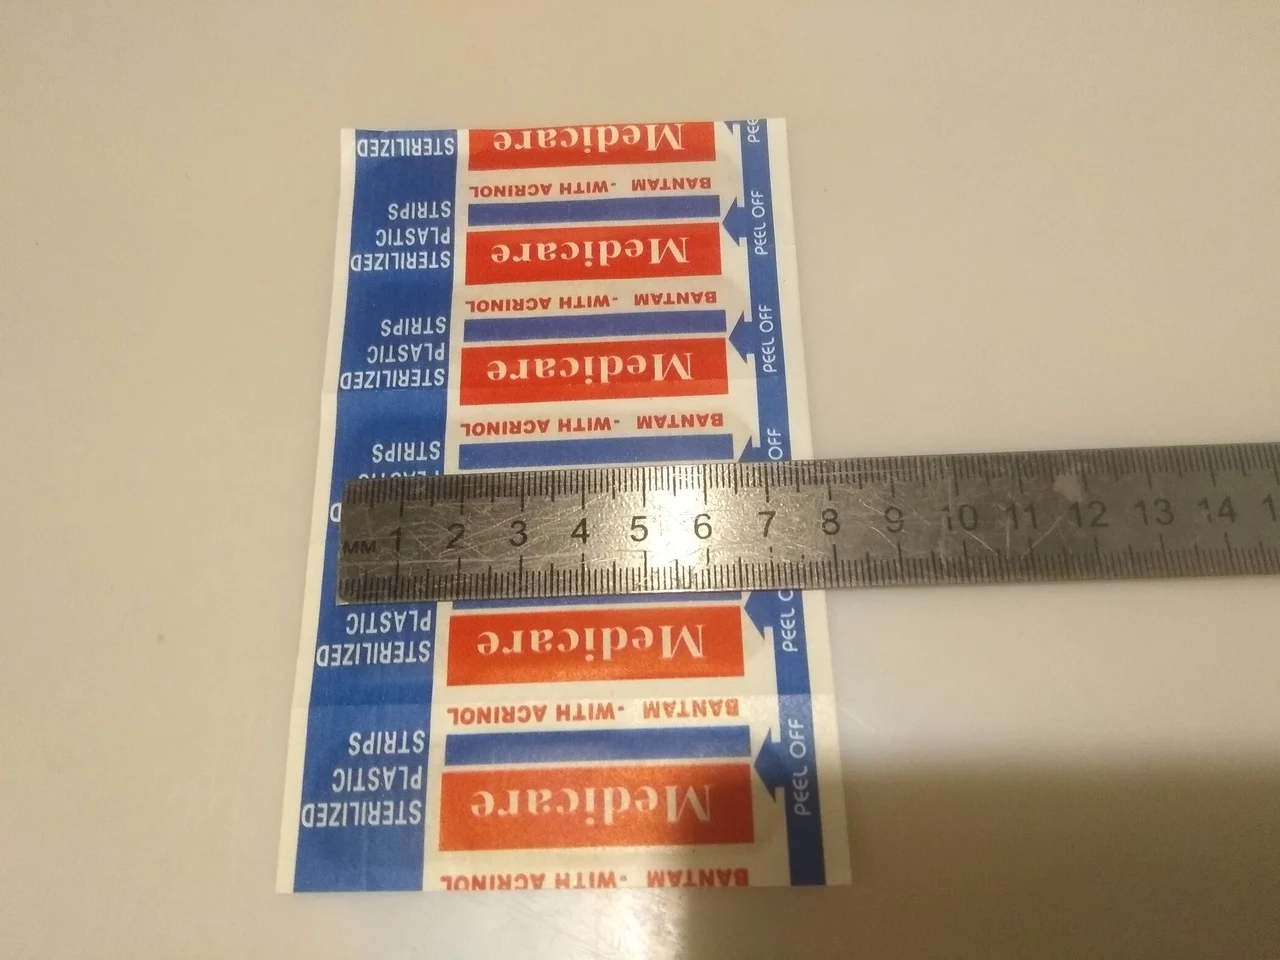 BANTAM -WITH ACRINOL
Medicare
STERILIZED
PLASTIC
STRIPS
PEEL OFF
BANTAM -WITH ACRINOL
Medicare
STERILIZED
PLASTIC
PEEL
MM 1 2 3 4 5 6 7 8 9 10 11 12 13 14
PLASTIC
STRIPS
OFF
BANTAM -WITH ACRINOL
Medicare
STERILIZED
PLASTIC
STRIPS
PEEL OFF
BANTAM -WITH ACRINOL
Medicare
STERILIZED
PLASTIC
STRIPS
PEEL OFF
BANTAM -WITH ACRINOL
Medicare
STERILIZED